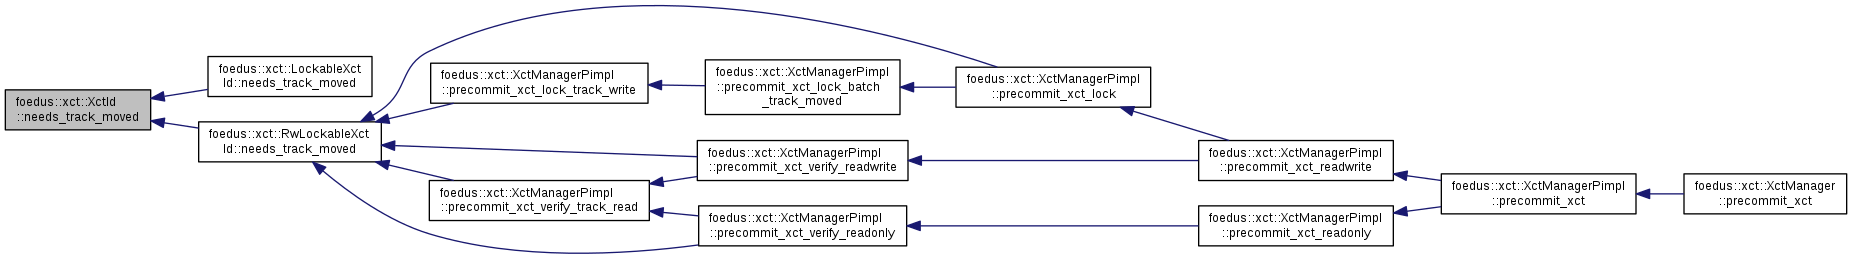 foedus::xct::XctId
::needs_track_moved
foedus::xct::LockableXct
Id::needs_track_moved
foedus::xct::RwLockableXct
Id::needs_track_moved
foedus::xct::XctManagerPimpl
::precommit_xct_lock_track_write
foedus::xct::XctManagerPimpl
::precommit_xct_verify_track_read
foedus::xct::XctManagerPimpl
::precommit_xct_lock_batch
_track_moved
foedus::xct::XctManagerPimpl
::precommit_xct_verify_readwrite
foedus::xct::XctManagerPimpl
::precommit_xct_verify_readonly
foedus::xct::XctManagerPimpl
::precommit_xct_lock
foedus::xct::XctManagerPimpl
::precommit_xct_readwrite
foedus::xct::XctManagerPimpl
::precommit_xct_readonly
foedus::xct::XctManagerPimpl
::precommit_xct
foedus::xct::XctManager
::precommit_xct